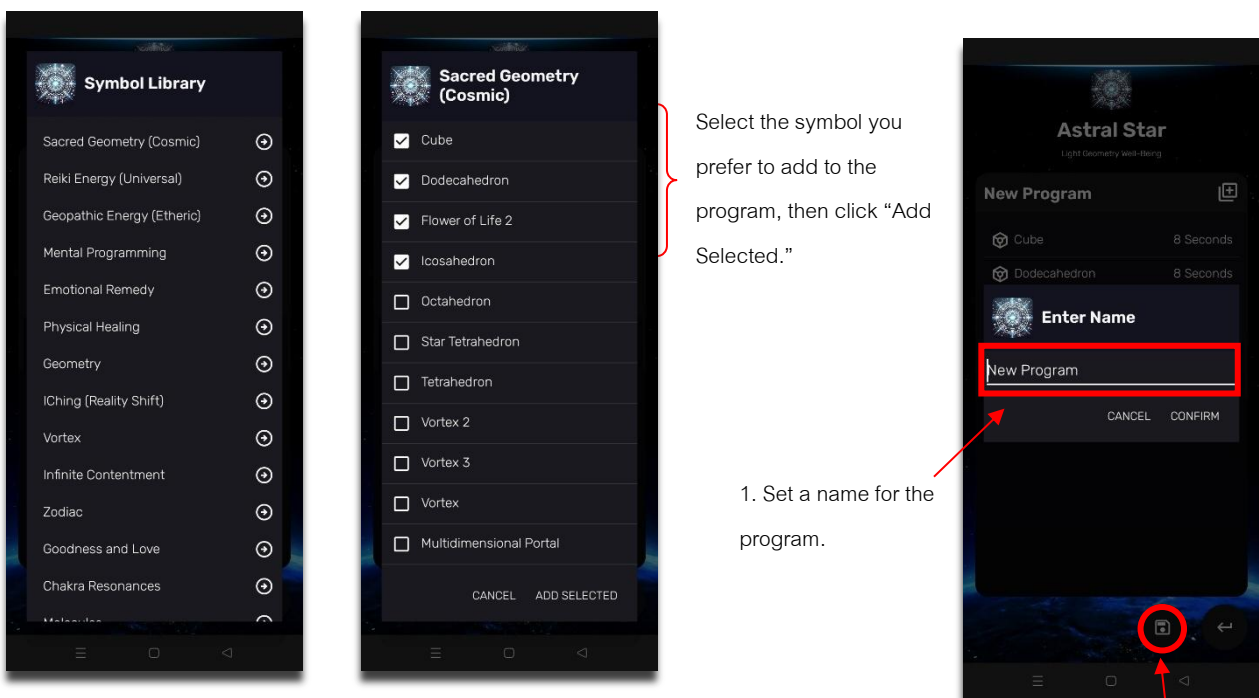 Symbol Library
Sacred Geometry (Cosmic)
Reiki Energy (Universal)
Geopathic Energy (Etheric)
Mental Programming
Emotional Remedy
Physical Healing
Geometry
IChing (Reality Shift)
Vortex
Infinite Contentment
Zodiac
Goodness and Love
Chakra Resonances
Molecules
Sacred Geometry
(Cosmic)
Cube
Dodecahedron
Flower of Life 2
Icosahedron
Octahedron
Star Tetrahedron
Tetrahedron
Vortex 2
Vortex 3
Vortex
Multidimensional Portal
CANCEL ADD SELECTED
Select the symbol you
prefer to add to the
program, then click “Add
Selected.”
1. Set a name for the
program.
Astral Star
Light Geometry Well-Being
New Program
Cube 8 Seconds
Dodecahedron 8 Seconds
Enter Name
New Program
CANCEL CONFIRM